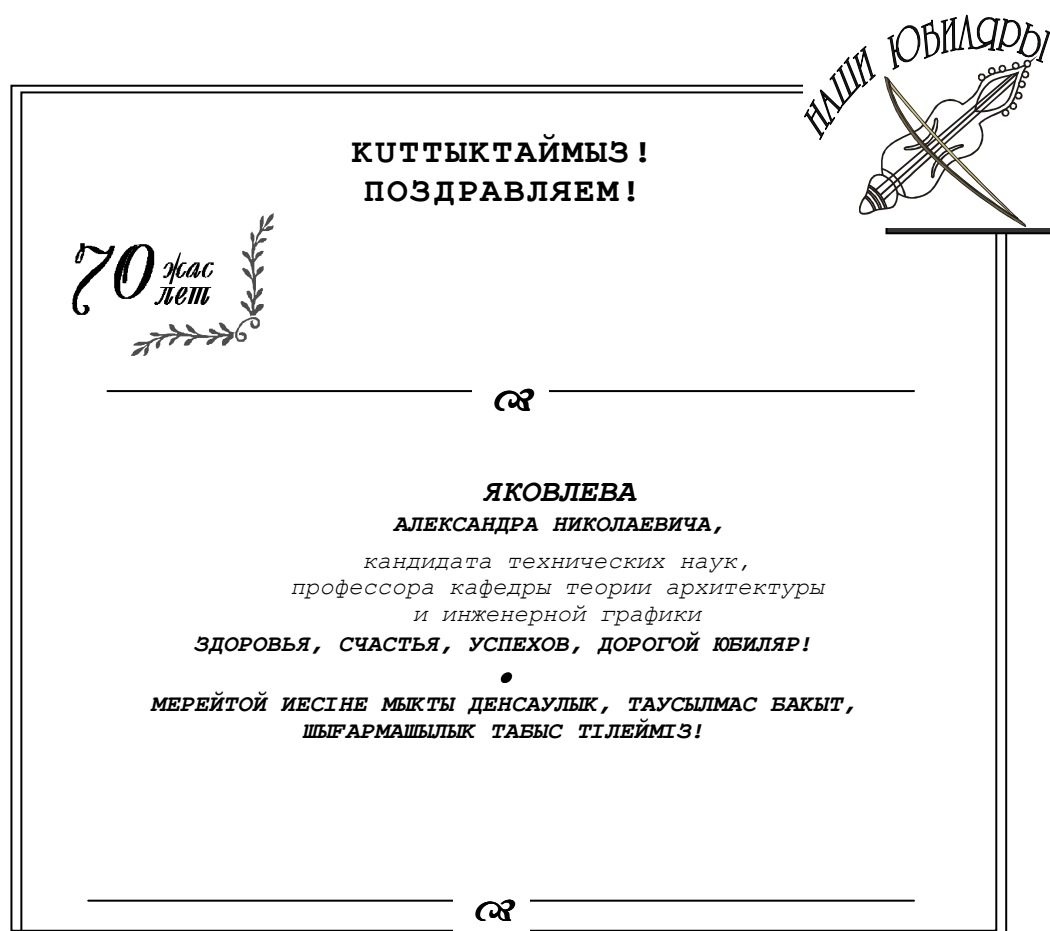 НАШИ ЮБИЛЯРЫ
КUТТЫКТАЙМЫЗ!
ПОЗДРАВЛЯЕМ!
70 жас
лет
ЯКОВЛЕВА
АЛЕКСАНДРА НИКОЛАЕВИЧА,
кандидата технических наук,
профессора кафедры теории архитектуры
и инженерной графики
ЗДОРОВЬЯ, СЧАСТЬЯ, УСПЕХОВ, ДОРОГОЙ ЮБИЛЯР!
МЕРЕЙТОЙ ИЕСІНЕ МЫКТЫ ДЕНСАУЛЫК, ТАУСЫЛМАС БАКЫТ,
ШЫҒАРМАШЫЛЫК ТАБЫС ТІЛЕЙМІЗ!